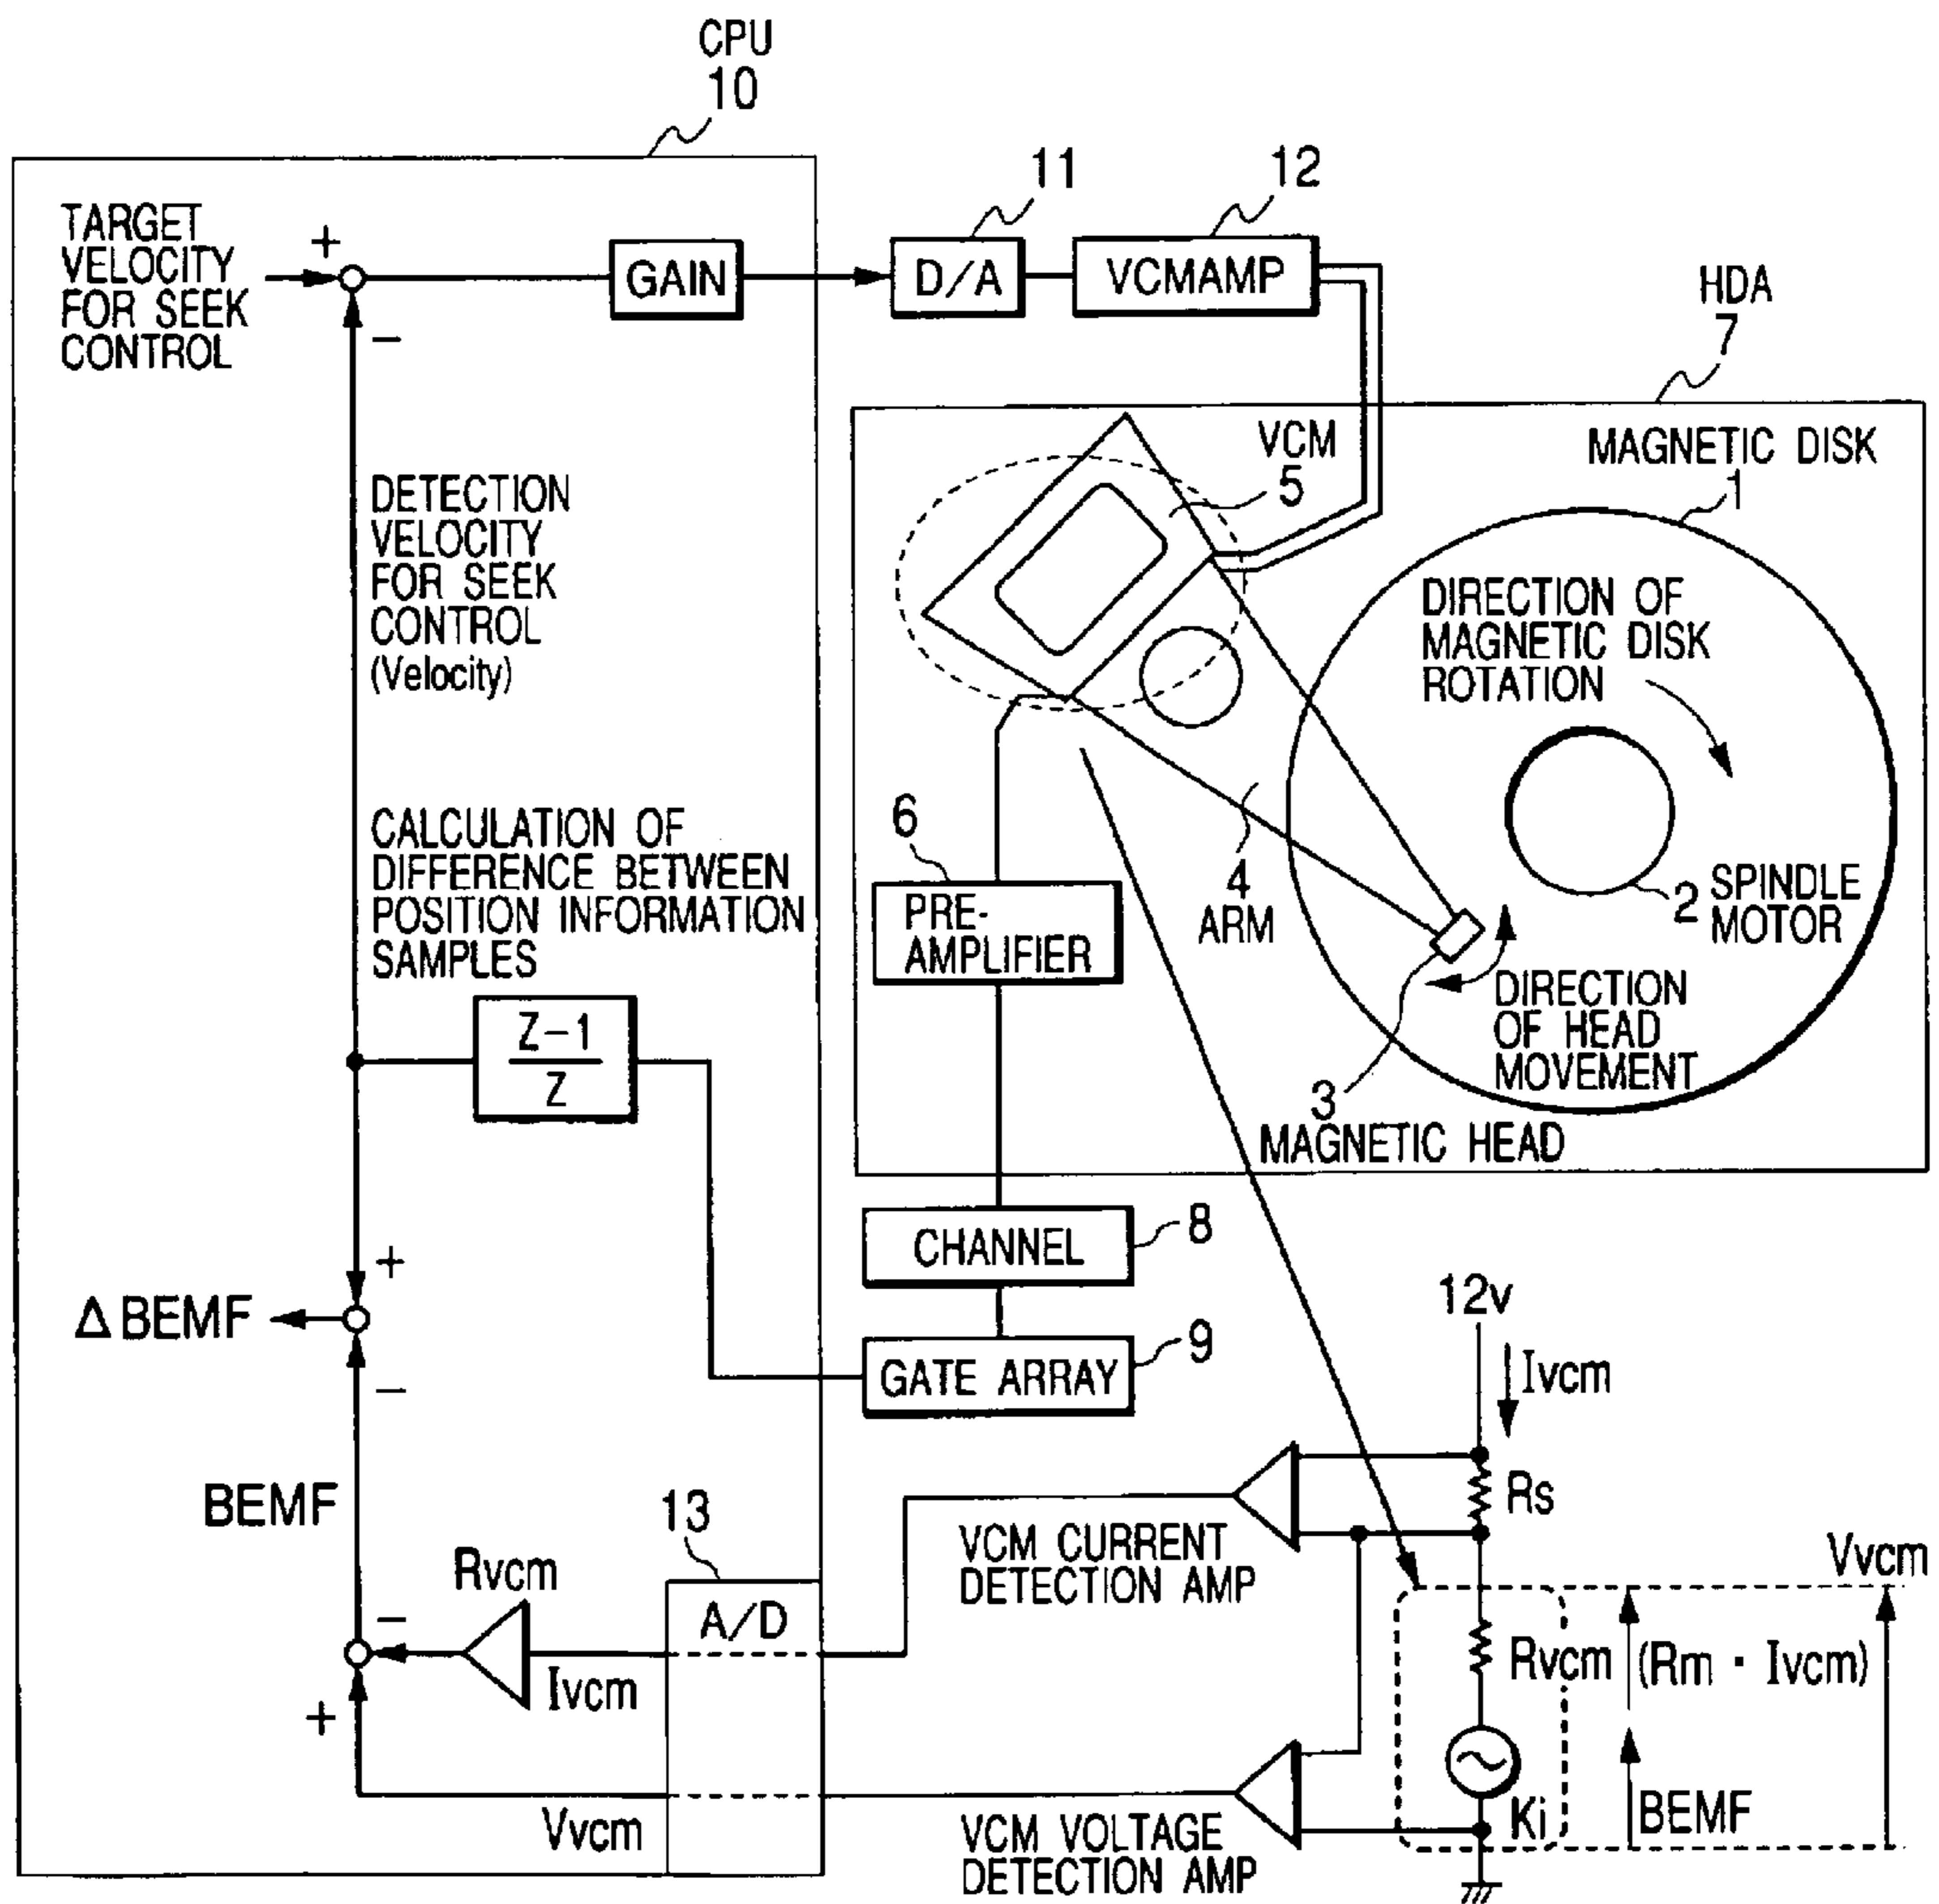 CPU
10
TARGET
VELOCITY
FOR SEEK
CONTROL
+
−
GAIN
11
D/A
12
VCMAMP
HDA
7
DETECTION
VELOCITY
FOR SEEK
CONTROL
(Velocity)
VCM
5
MAGNETIC DISK
1
DIRECTION OF
MAGNETIC DISK
ROTATION
CALCULATION OF
DIFFERENCE BETWEEN
POSITION INFORMATION
SAMPLES
6
PRE-
AMPLIFIER
4
ARM
2 SPINDLE
MOTOR
DIRECTION
OF HEAD
MOVEMENT
3
MAGNETIC HEAD
Z−1
Z
CHANNEL
8
GATE ARRAY
9
+
Δ BEMF
−
BEMF
12v
Ivcm
Rs
VCM CURRENT
DETECTION AMP
13
A/D
Rvcm
−
Ivcm
+
Vvcm
VCM VOLTAGE
DETECTION AMP
Vvcm
Rvcm
(Rm · Ivcm)
Ki
BEMF